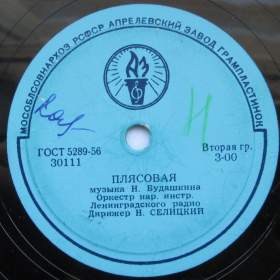 МОСОБЛСОВНАРХОЗ РСФСР АПРЕЛЕВСКИЙ ЗАВОД ГРАМПЛАСТИНОК
ГОСТ 5289-56
30111
Вторая гр.
3-00
ПЛЯСОВАЯ
музыка Н. Будашкина
Оркестр нар. инстр.
Ленинградского радио
Дирижер Н. СЕЛИЦКИЙ